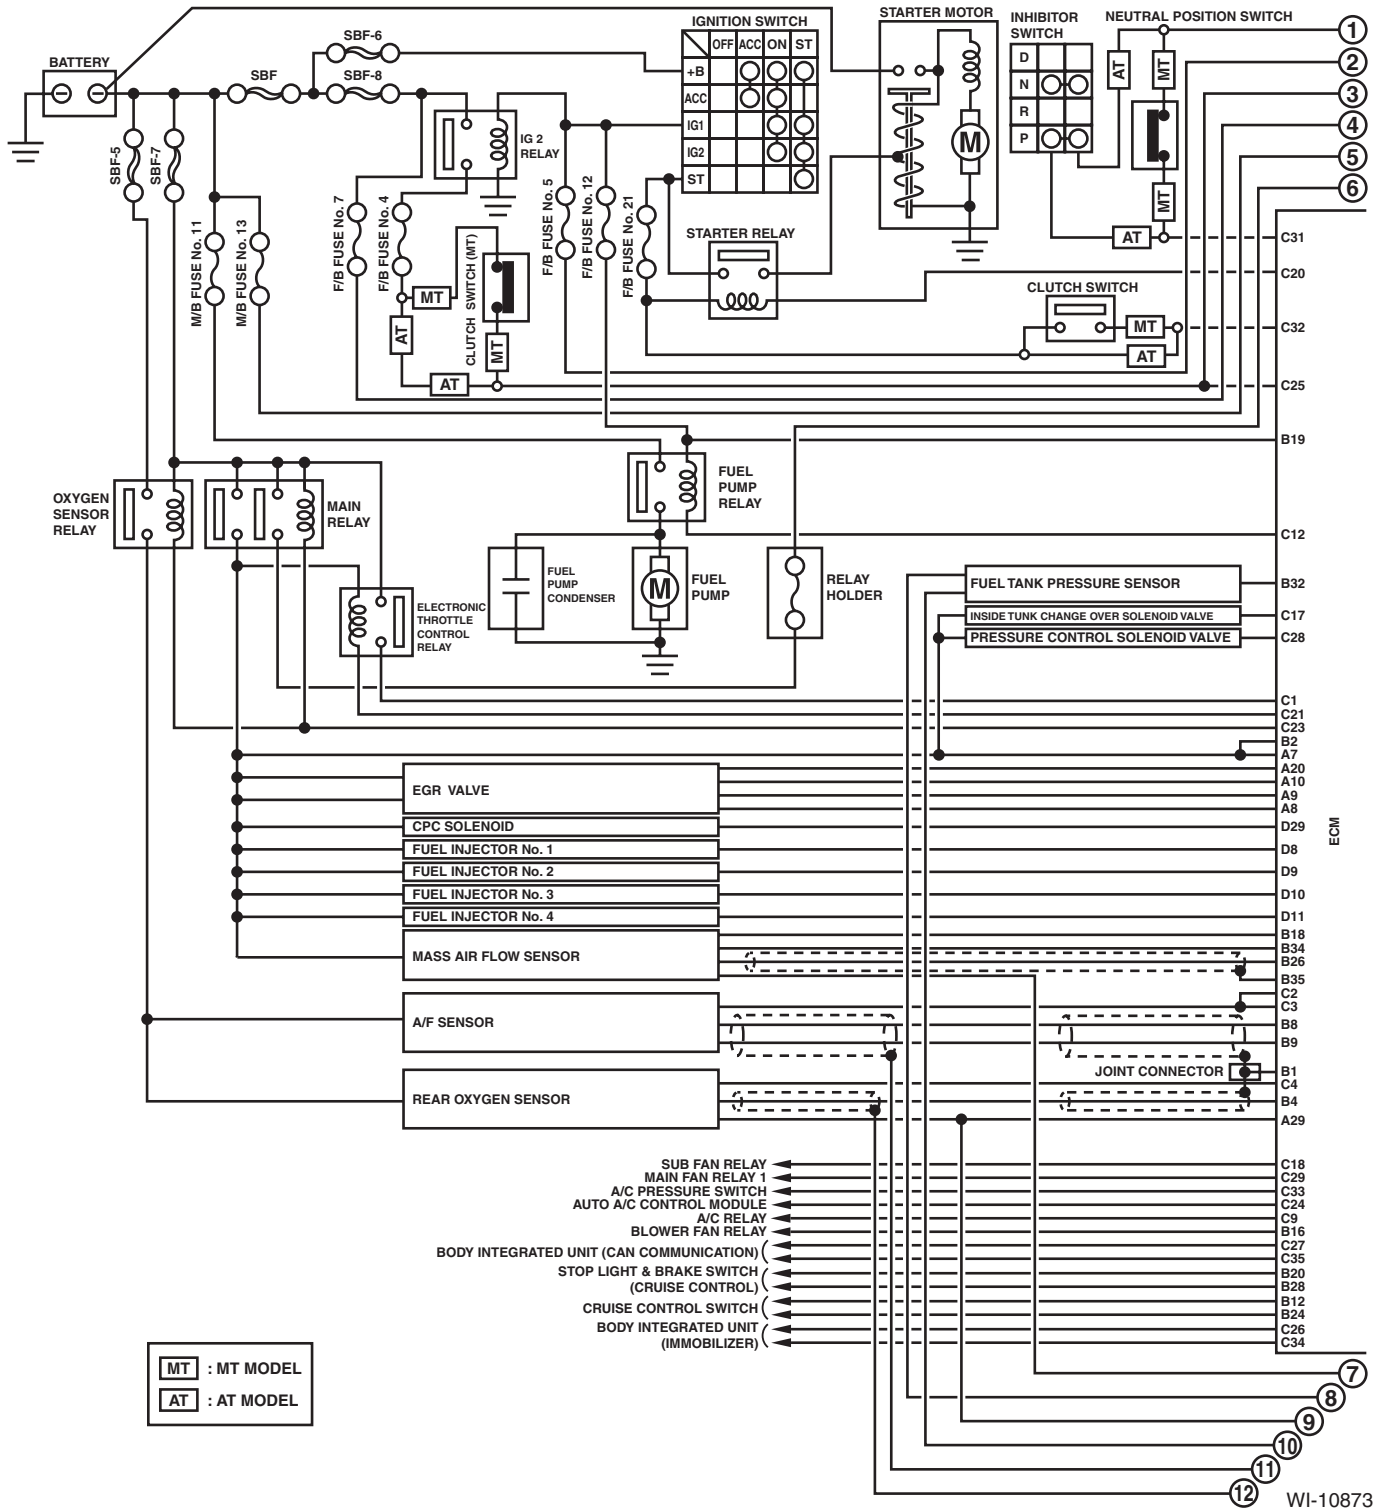 IGNITION SWITCH
STARTER MOTOR
INHIBITOR
SWITCH
NEUTRAL POSITION SWITCH
BATTERY
SBF
SBF-6
SBF-8
SBF-5
SBF-7
OFF ACC ON ST
+B
ACC
IG1
IG2
ST
M
D
N
R
P
AT
MT
MT
AT
1
2
3
4
5
6
IG 2
RELAY
M/B FUSE No. 11
M/B FUSE No. 13
F/B FUSE No. 7
F/B FUSE No. 4
F/B FUSE No. 5
F/B FUSE No. 12
F/B FUSE No. 21
STARTER RELAY
CLUTCH SWITCH (MT)
MT
AT
MT
AT
CLUTCH SWITCH
MT
AT
C31
C20
C32
C25
B19
C12
B32
C17
C28
OXYGEN
SENSOR
RELAY
MAIN
RELAY
FUEL
PUMP
RELAY
ELECTRONIC
THROTTLE
CONTROL
RELAY
FUEL
PUMP
CONDENSER
M
FUEL
PUMP
RELAY
HOLDER
FUEL TANK PRESSURE SENSOR
INSIDE TUNK CHANGE OVER SOLENOID VALVE
PRESSURE CONTROL SOLENOID VALVE
C1
C21
C23
B2
A7
A20
A10
A9
A8
D29
D8
D9
D10
D11
B18
B34
B26
B35
C2
C3
B8
B9
B1
C4
B4
A29
ECM
EGR VALVE
CPC SOLENOID
FUEL INJECTOR No. 1
FUEL INJECTOR No. 2
FUEL INJECTOR No. 3
FUEL INJECTOR No. 4
MASS AIR FLOW SENSOR
A/F SENSOR
JOINT CONNECTOR
REAR OXYGEN SENSOR
SUB FAN RELAY C18
MAIN FAN RELAY 1 C29
A/C PRESSURE SWITCH C33
AUTO A/C CONTROL MODULE C24
A/C RELAY C9
BLOWER FAN RELAY B16
C27
BODY INTEGRATED UNIT (CAN COMMUNICATION)
C35
STOP LIGHT & BRAKE SWITCH B20
(CRUISE CONTROL) B28
B12
CRUISE CONTROL SWITCH
B24
BODY INTEGRATED UNIT C26
(IMMOBILIZER) C34
MT : MT MODEL
AT : AT MODEL
7
8
9
10
11
12
WI-10873